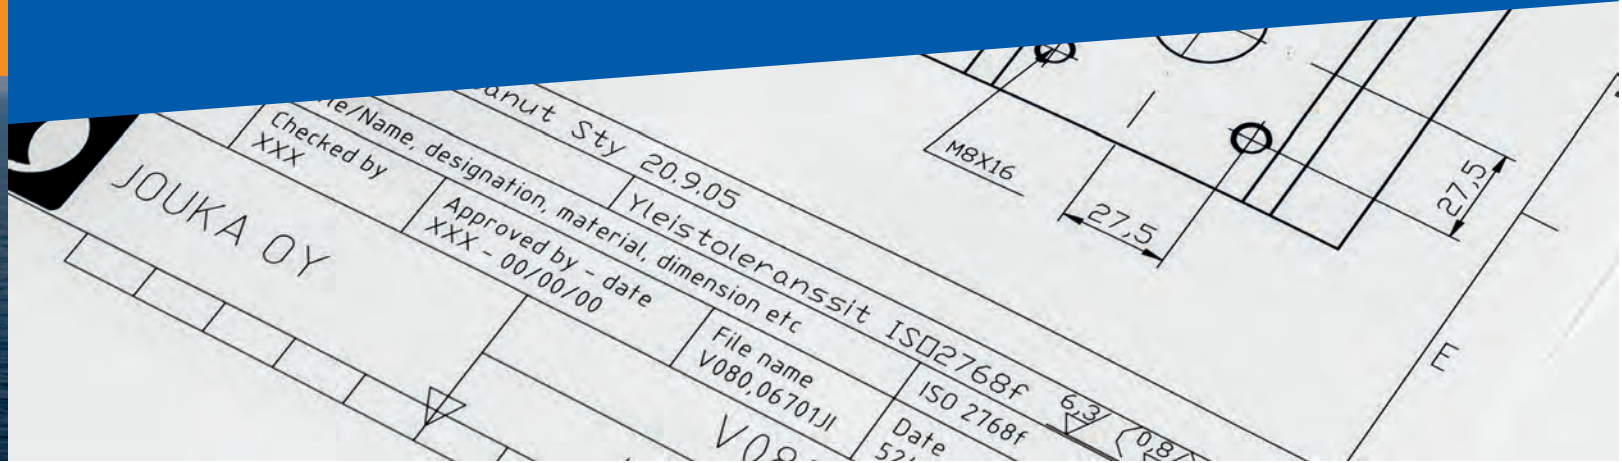 M8X16
27,5
27,5
E
Sty 20.9.05
Yleistoleranssit ISO2768f
6,3/
0,8/
designation, material, dimension etc
ISO 2768f
Checked by
XXX
Approved by - date
XXX - 00/00/00
File name
V080,06701JI
Date
JOUKA OY